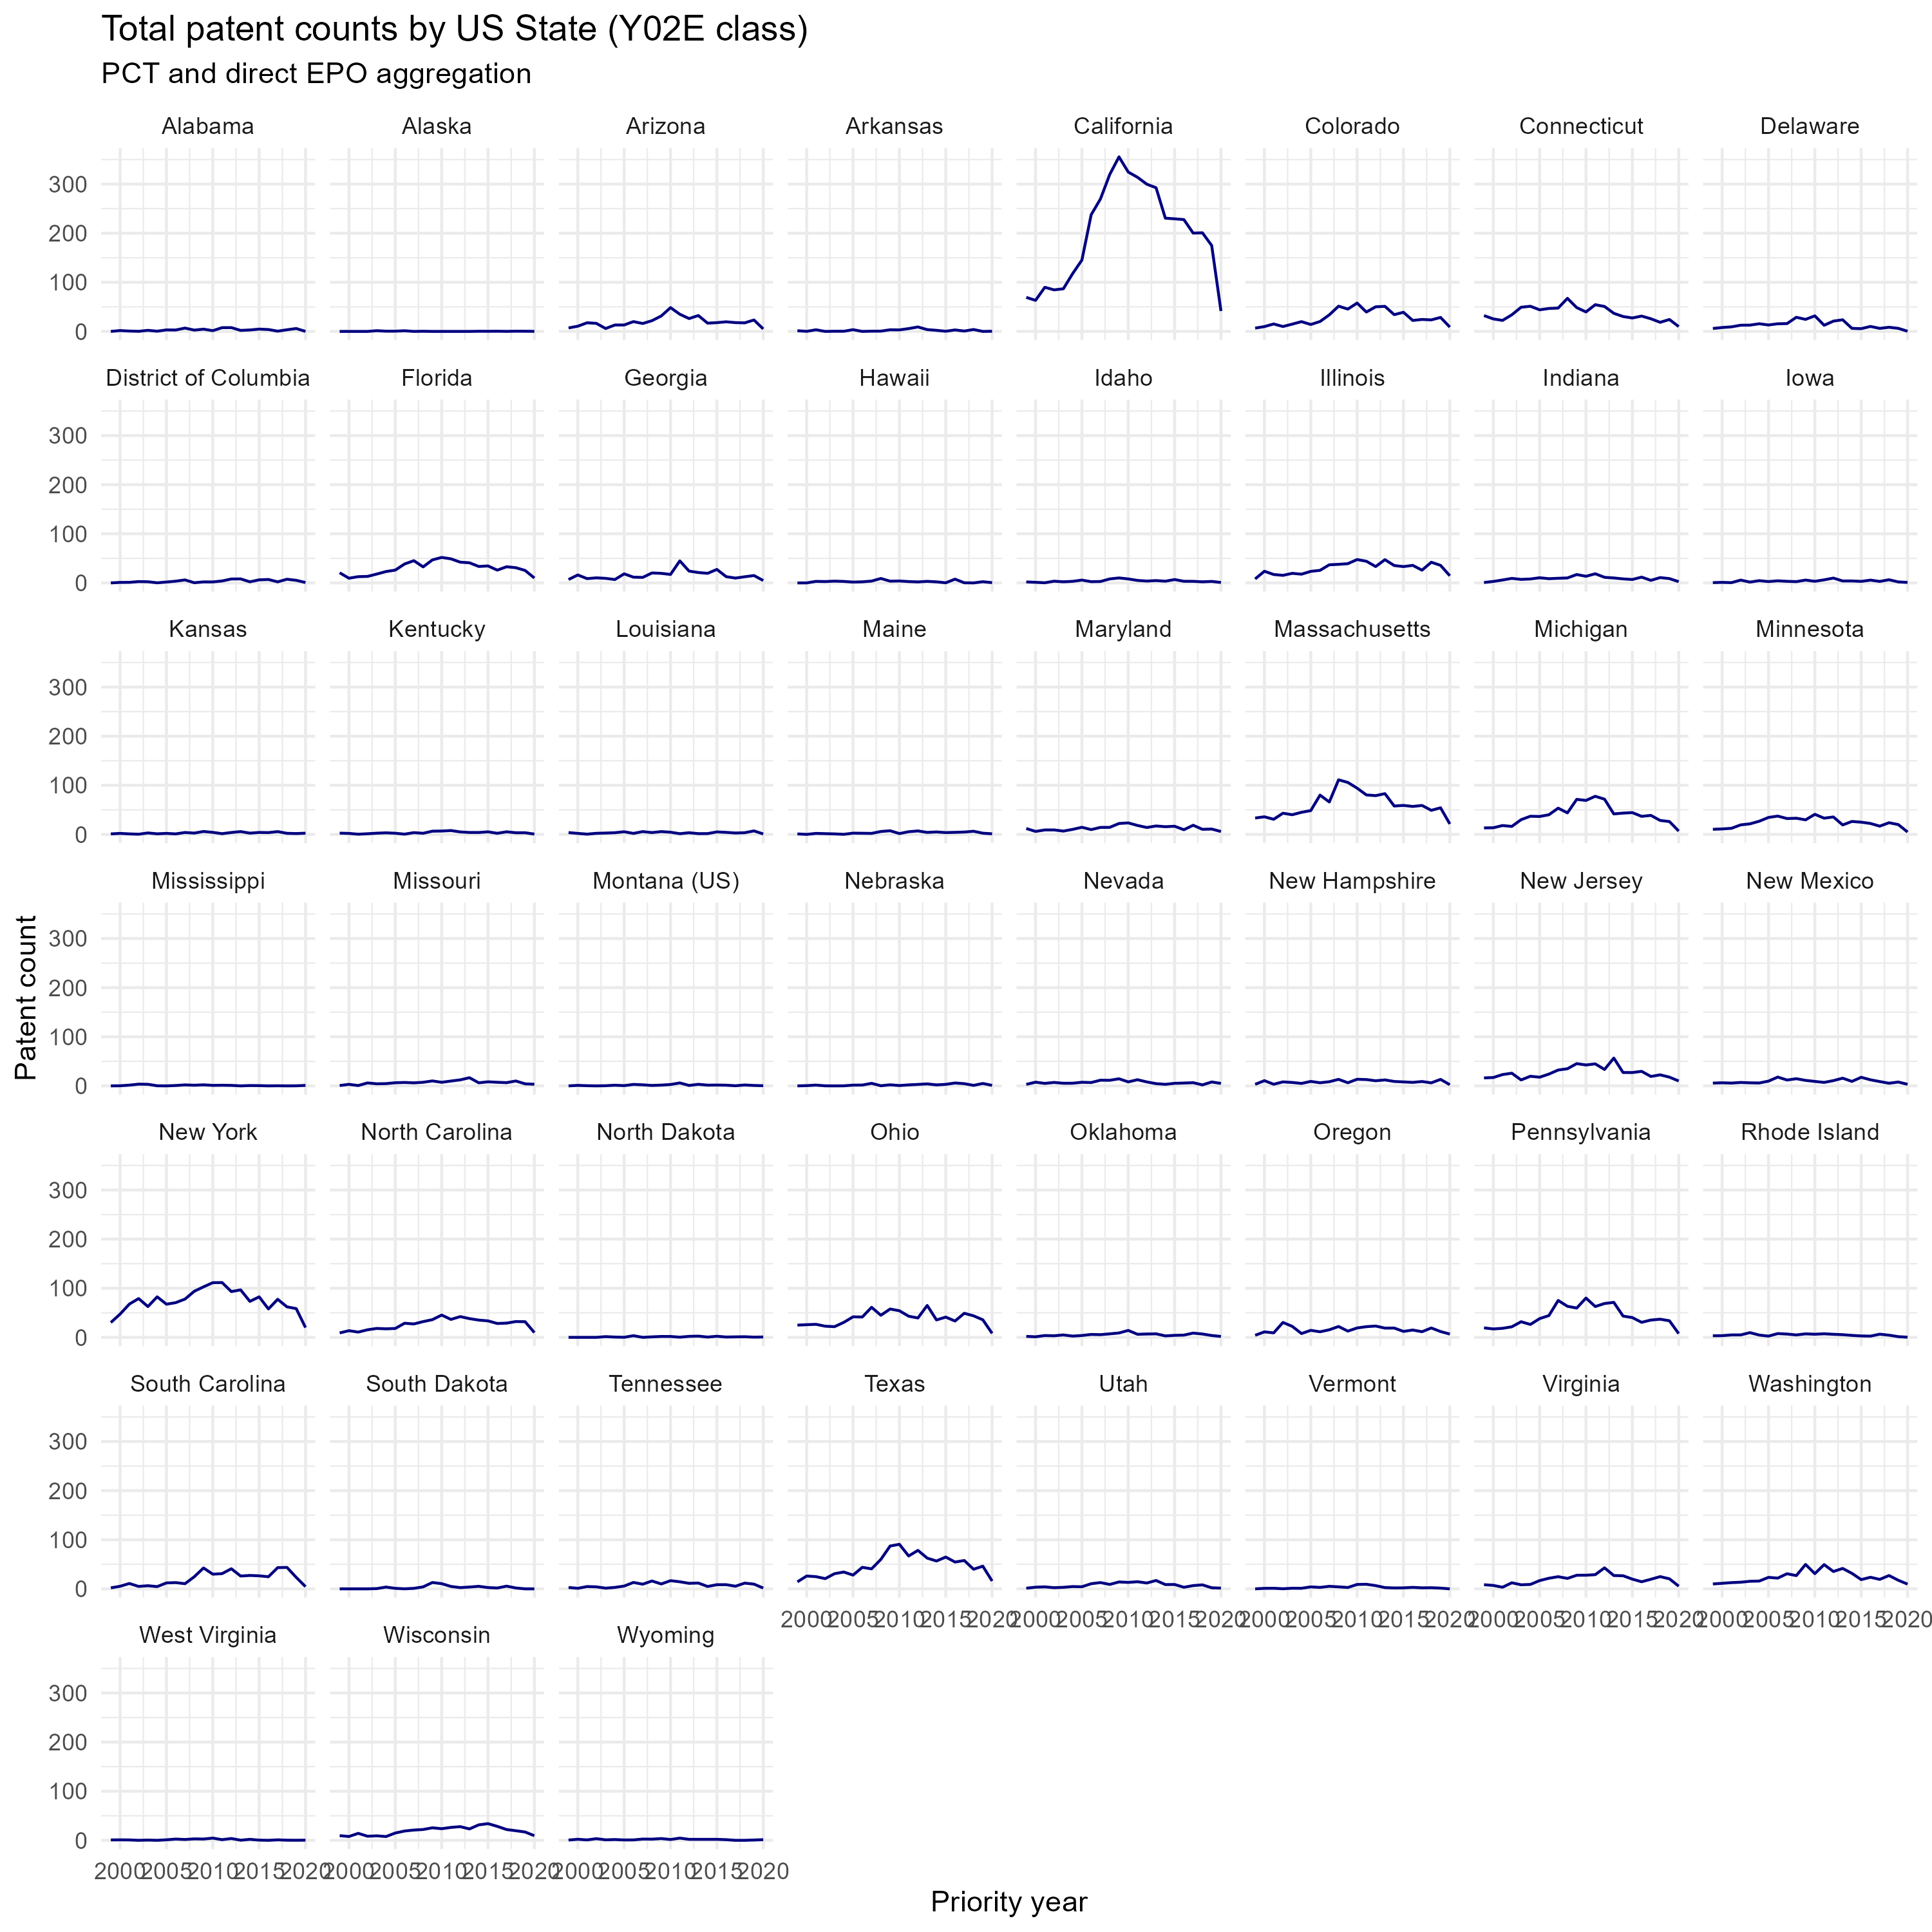 Total patent counts by US State (Y02E class)
PCT and direct EPO aggregation
Alabama Alaska Arizona Arkansas California Colorado Connecticut Delaware
300
200
100
0
District of Columbia Florida Georgia Hawaii Idaho Illinois Indiana Iowa
300
200
100
0
Kansas Kentucky Louisiana Maine Maryland Massachusetts Michigan Minnesota
300
200
100
0
Mississippi Missouri Montana (US) Nebraska Nevada New Hampshire New Jersey New Mexico
300
200
100
0
Patent count
New York North Carolina North Dakota Ohio Oklahoma Oregon Pennsylvania Rhode Island
300
200
100
0
South Carolina South Dakota Tennessee Texas Utah Vermont Virginia Washington
300
200
100
0
2000 2005 2010 2015 2020 2000 2005 2010 2015 2020 2000 2005 2010 2015 2020 2000 2005 2010 2015 2020 2000 2005 2010 2015 2020
West Virginia Wisconsin Wyoming
300
200
100
0
2000 2005 2010 2015 2020 2000 2005 2010 2015 2020 2000 2005 2010 2015 2020
Priority year